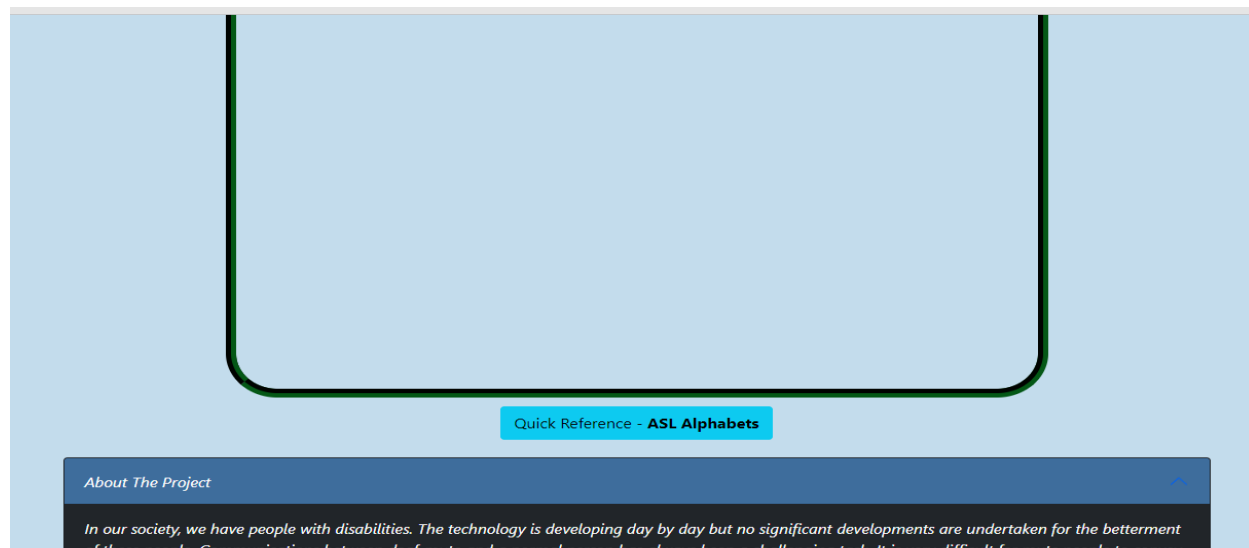 Quick Reference - ASL Alphabets
About The Project
In our society, we have people with disabilities. The technology is developing day by day but no significant developments are undertaken for the betterment